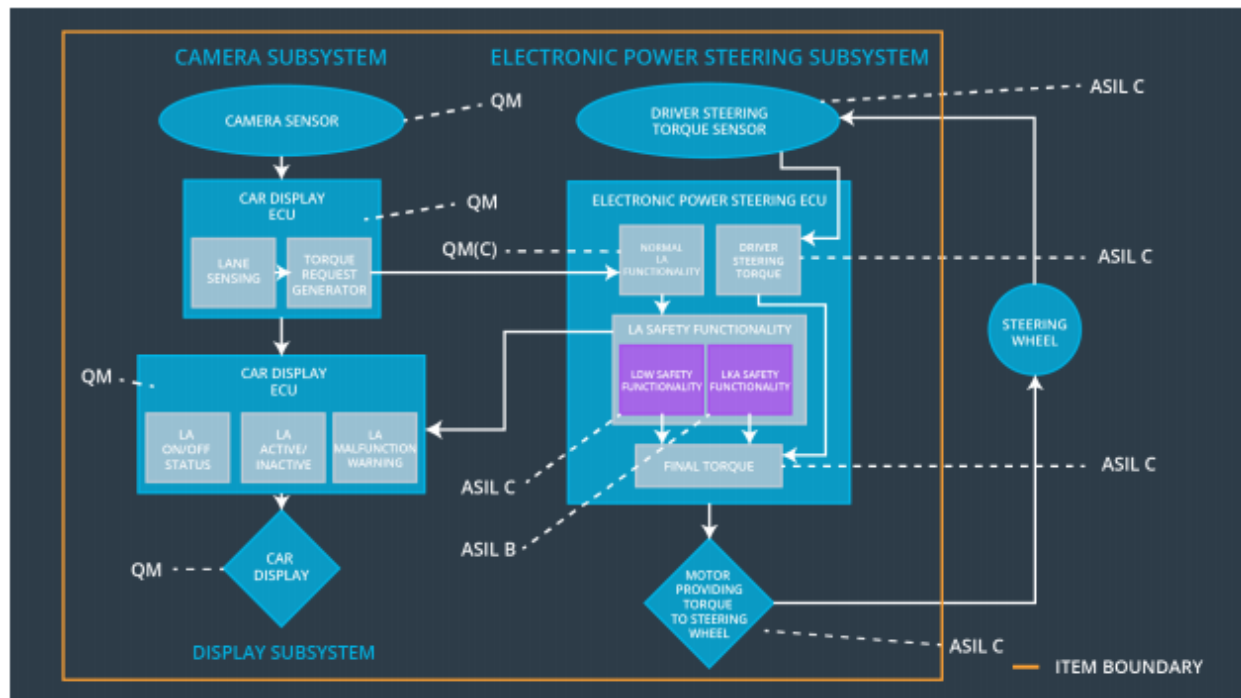 CAMERA SUBSYSTEM
ELECTRONIC POWER STEERING SUBSYSTEM
CAMERA SENSOR
QM
DRIVER STEERING
TORQUE SENSOR
ASIL C
CAR DISPLAY
ECU
QM
LANE
SENSING
TORQUE
REQUEST
GENERATOR
ELECTRONIC POWER STEERING ECU
QM(C)
NORMAL
LA
FUNCTIONALITY
DRIVER
STEERING
TORQUE
ASIL C
LA SAFETY FUNCTIONALITY
LDW SAFETY
FUNCTIONALITY
LKA SAFETY
FUNCTIONALITY
STEERING
WHEEL
QM
CAR DISPLAY
ECU
LA
ON/OFF
STATUS
LA
ACTIVE/
INACTIVE
LA
MALFUNCTION
WARNING
FINAL TORQUE
ASIL C
ASIL C
ASIL B
QM
CAR
DISPLAY
MOTOR
PROVIDING
TORQUE
TO STEERING
WHEEL
ASIL C
DISPLAY SUBSYSTEM
ITEM BOUNDARY